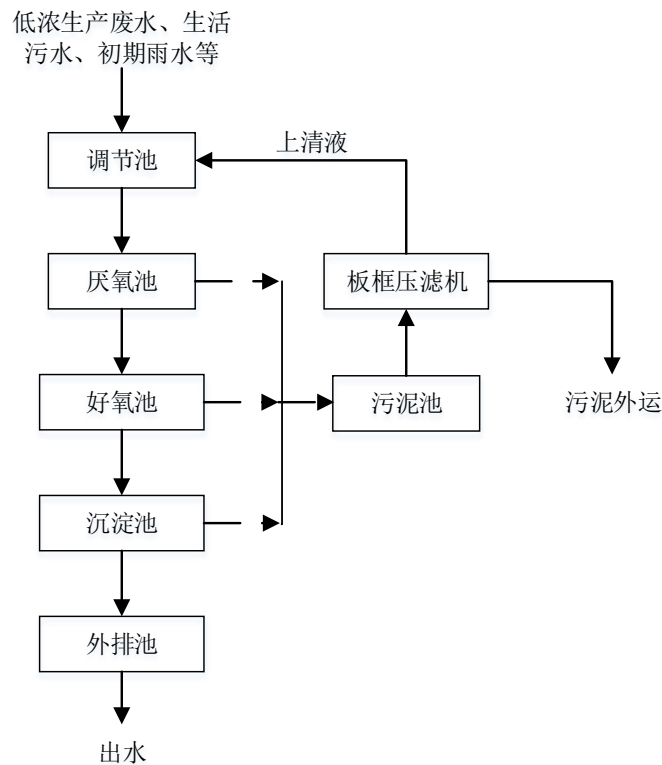 低浓生产废水、生活
污水、初期雨水等
调节池
上清液
厌氧池
板框压滤机
好氧池
污泥池
污泥外运
沉淀池
外排池
出水